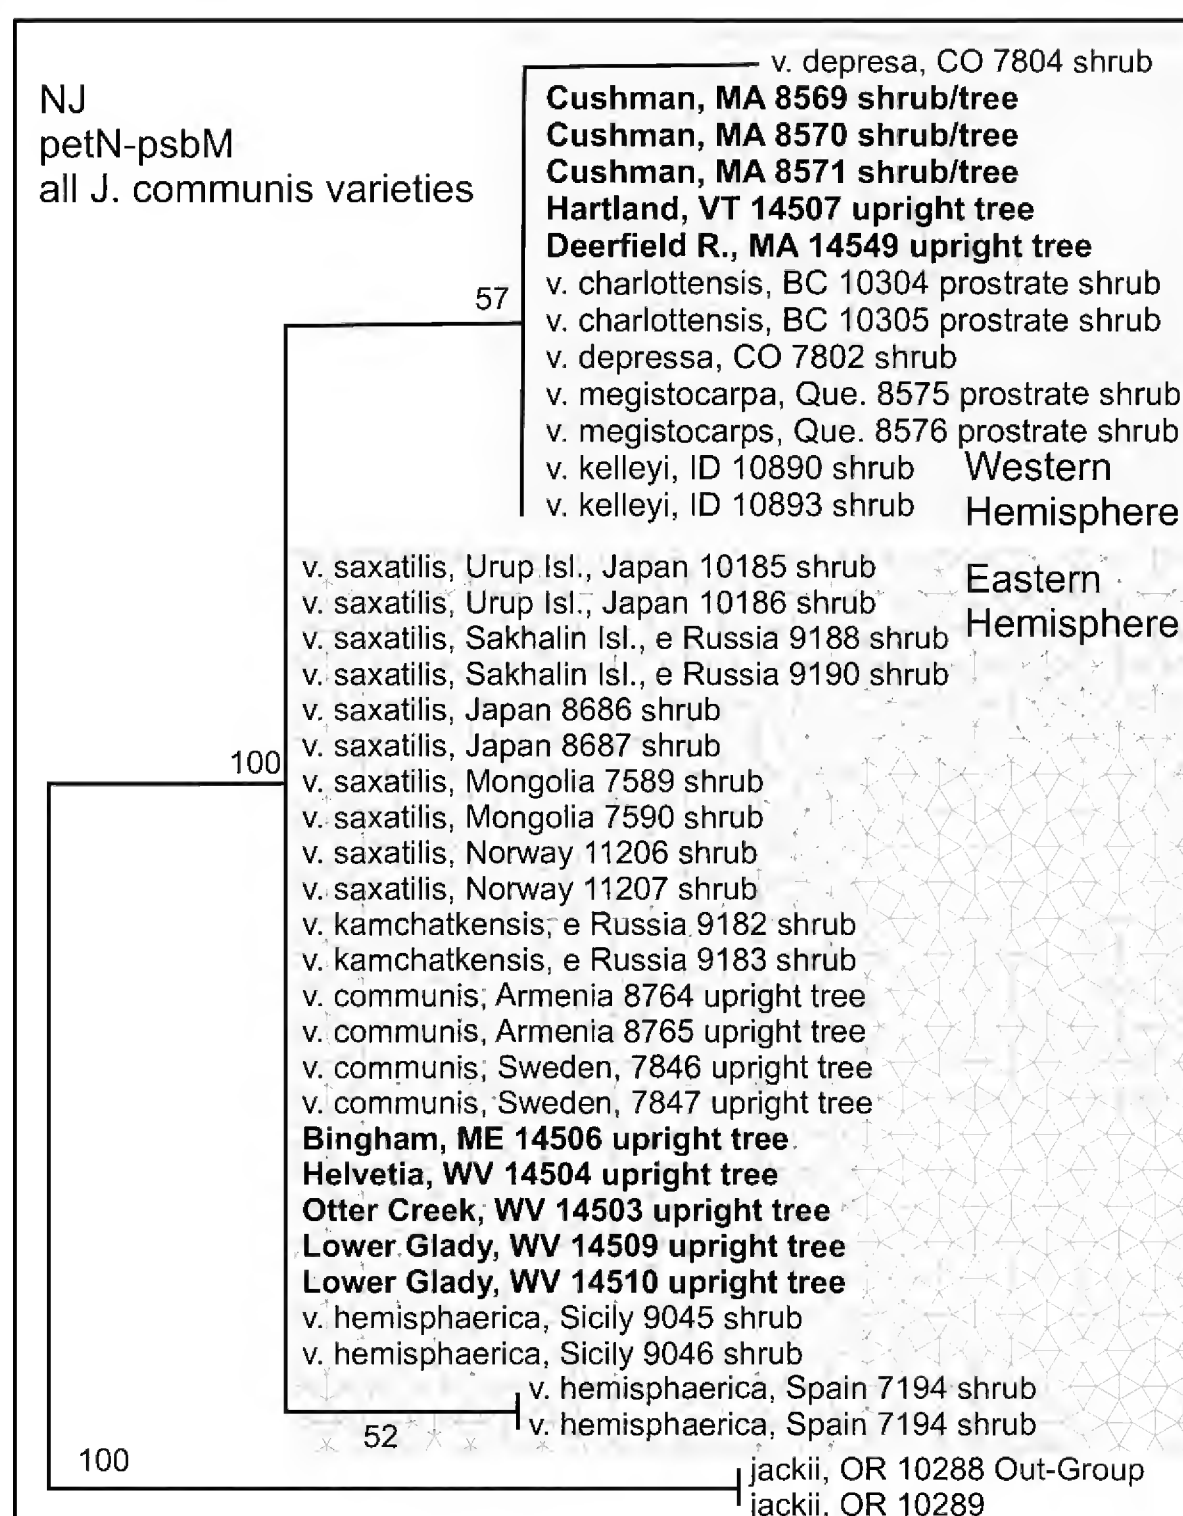 NJ
petN-psbM
all J. communis varieties
v. depresa, CO 7804 shrub
Cushman, MA 8569 shrub/tree
Cushman, MA 8570 shrub/tree
Cushman, MA 8571 shrub/tree
Hartland, VT 14507 upright tree
Deerfield R., MA 14549 upright tree
57
v. charlottensis, BC 10304 prostrate shrub
v. charlottensis, BC 10305 prostrate shrub
v. depressa, CO 7802 shrub
v. megistocarpa, Que. 8575 prostrate shrub
v. megistocarps, Que. 8576 prostrate shrub
v. kelleyi, ID 10890 shrub
v. kelleyi, ID 10893 shrub
Western
Hemisphere
Eastern
Hemisphere
v. saxatilis, Urup Isl., Japan 10185 shrub
v. saxatilis, Urup Isl., Japan 10186 shrub
v. saxatilis, Sakhalin Isl., e Russia 9188 shrub
v. saxatilis, Sakhalin Isl., e Russia 9190 shrub
v. saxatilis, Japan 8686 shrub
v. saxatilis, Japan 8687 shrub
100
v. saxatilis, Mongolia 7589 shrub
v. saxatilis, Mongolia 7590 shrub
v. saxatilis, Norway 11206 shrub
v. saxatilis, Norway 11207 shrub
v. kamchatkensis, e Russia 9182 shrub
v. kamchatkensis, e Russia 9183 shrub
v. communis, Armenia 8764 upright tree
v. communis, Armenia 8765 upright tree
v. communis, Sweden, 7846 upright tree
v. communis, Sweden, 7847 upright tree
Bingham, ME 14506 upright tree
Helvetia, WV 14504 upright tree
Otter Creek, WV 14503 upright tree
Lower Glady, WV 14509 upright tree
Lower Glady, WV 14510 upright tree
v. hemisphaerica, Sicily 9045 shrub
v. hemisphaerica, Sicily 9046 shrub
v. hemisphaerica, Spain 7194 shrub
v. hemisphaerica, Spain 7194 shrub
52
100
jackii, OR 10288 Out-Group
jackii. OR 10289